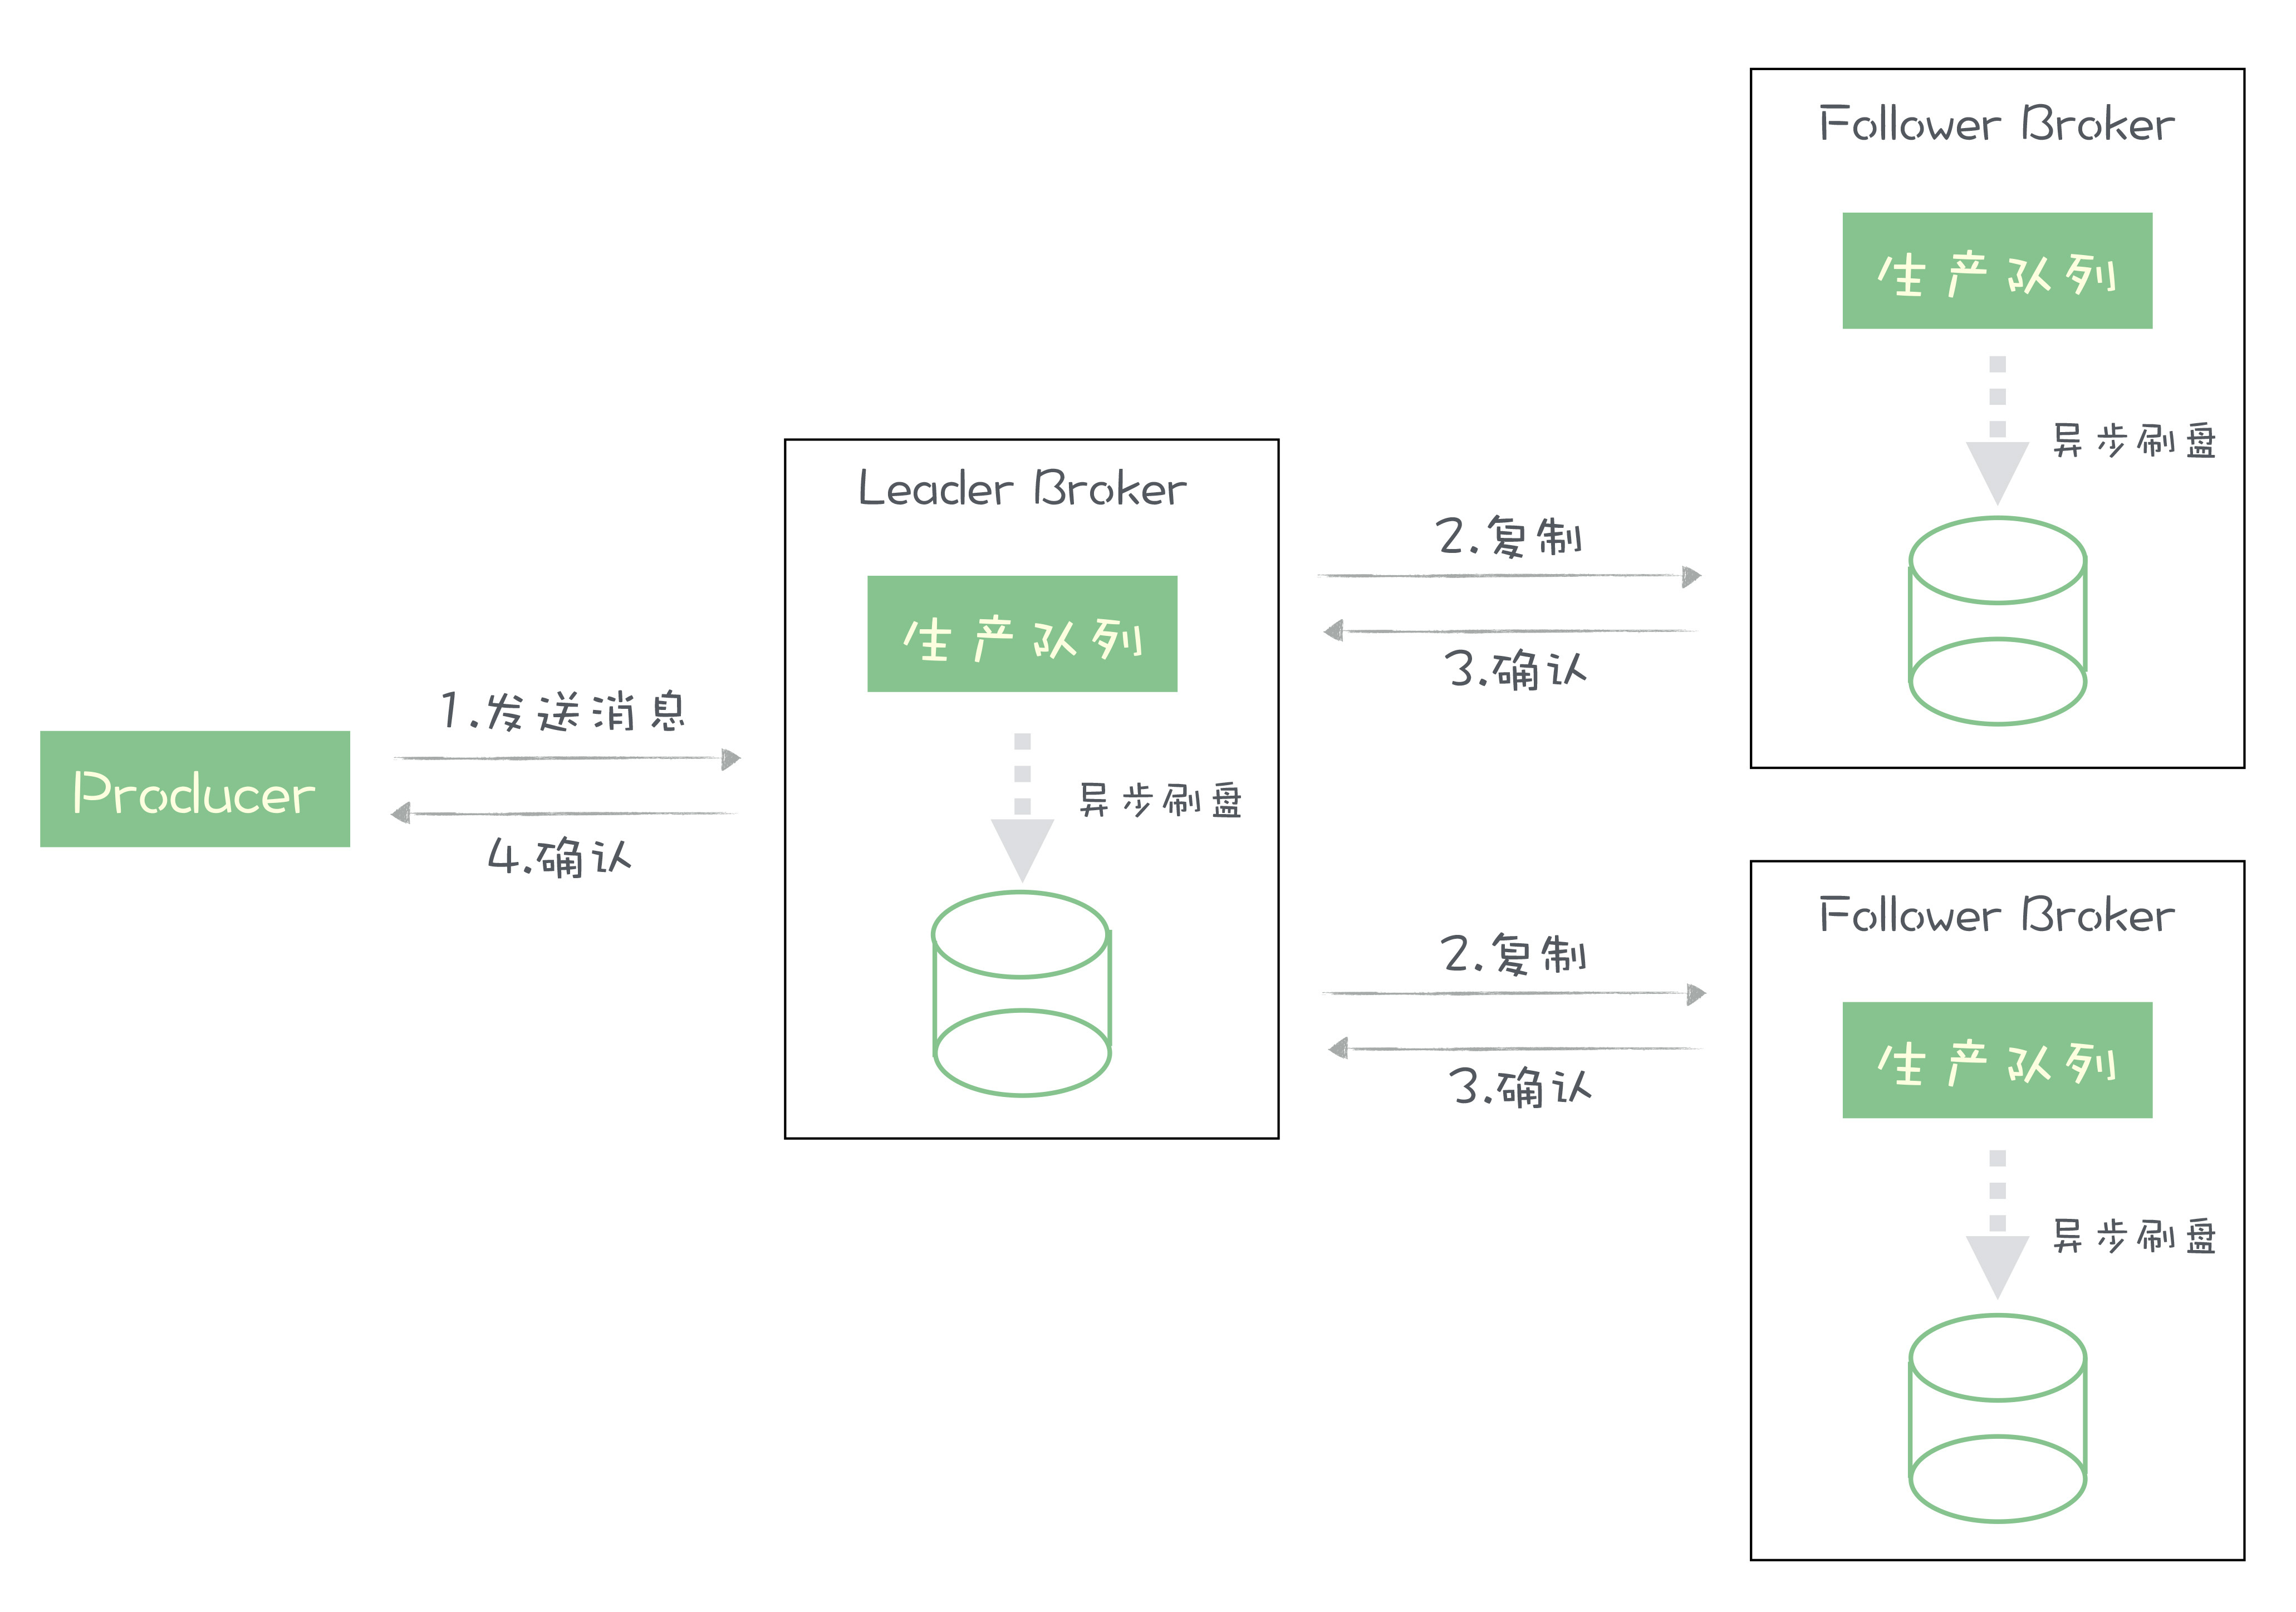 Producer
1.发送消息
4.确认
Leader Broker
生产队列
异步刷盘
2.复制
3.确认
2.复制
3.确认
Follower Broker
生产队列
异步刷盘
Follower Broker
生产队列
异步刷盘